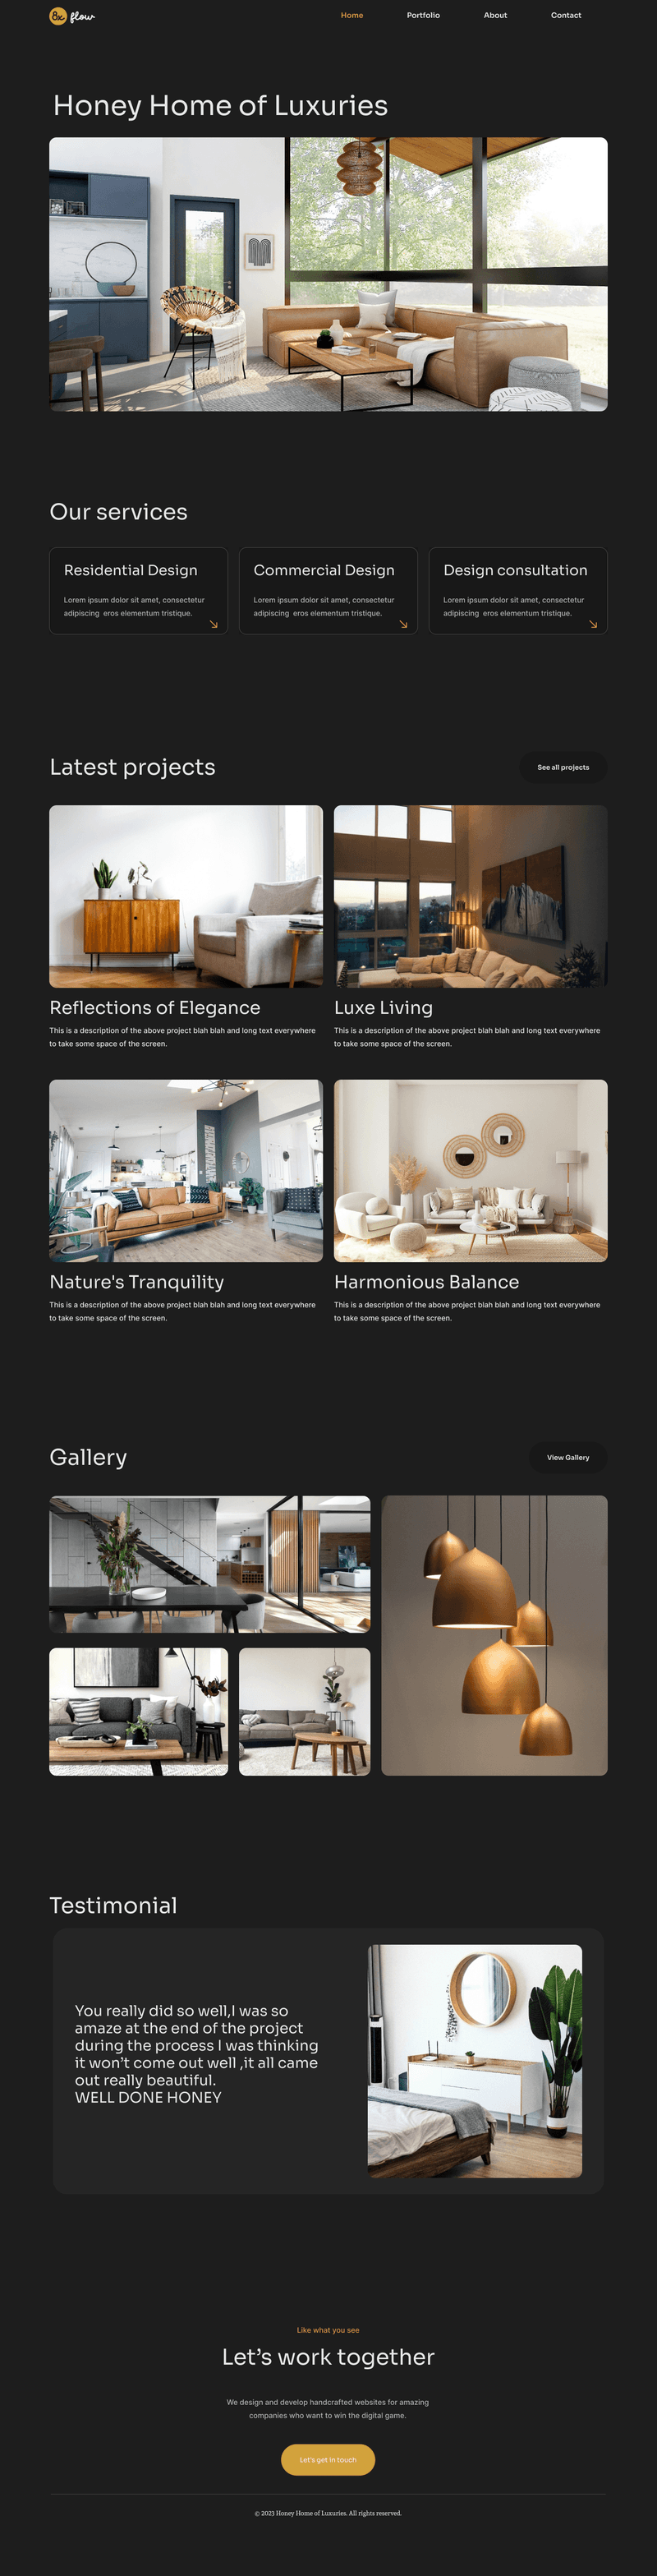 8x flow
Home Portfolio About Contact
Honey Home of Luxuries
Our services
Residential Design
Lorem ipsum dolor sit amet, consectetur
adipiscing eros elementum tristique.
Commercial Design
Lorem ipsum dolor sit amet, consectetur
adipiscing eros elementum tristique.
Design consultation
Lorem ipsum dolor sit amet, consectetur
adipiscing eros elementum tristique.
Latest projects
See all projects
Reflections of Elegance
This is a description of the above project blah blah and long text everywhere
to take some space of the screen.
Luxe Living
This is a description of the above project blah blah and long text everywhere
to take some space of the screen.
Nature's Tranquility
This is a description of the above project blah blah and long text everywhere
to take some space of the screen.
Harmonious Balance
This is a description of the above project blah blah and long text everywhere
to take some space of the screen.
Gallery
View Gallery
Testimonial
You really did so well,I was so
amaze at the end of the project
during the process I was thinking
it won’t come out well ,it all came
out really beautiful.
WELL DONE HONEY
Like what you see
Let’s work together
We design and develop handcrafted websites for amazing
companies who want to win the digital game.
Let's get in touch
© 2023 Honey Home of Luxuries. All rights reserved.